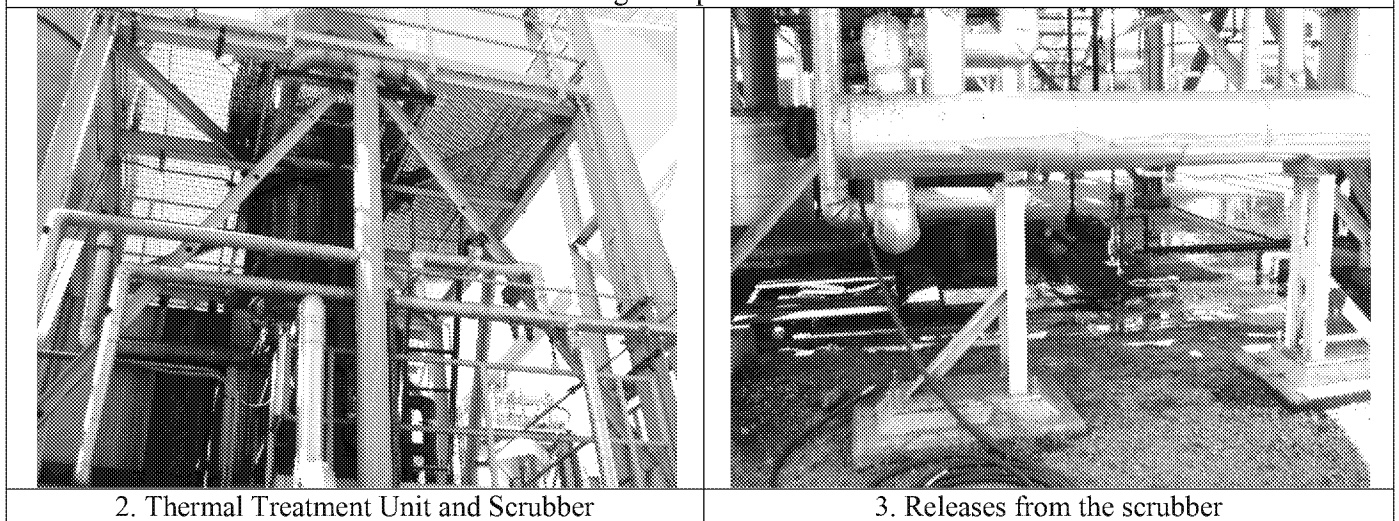 2. Thermal Treatment Unit and Scrubber
3. Releases from the scrubber